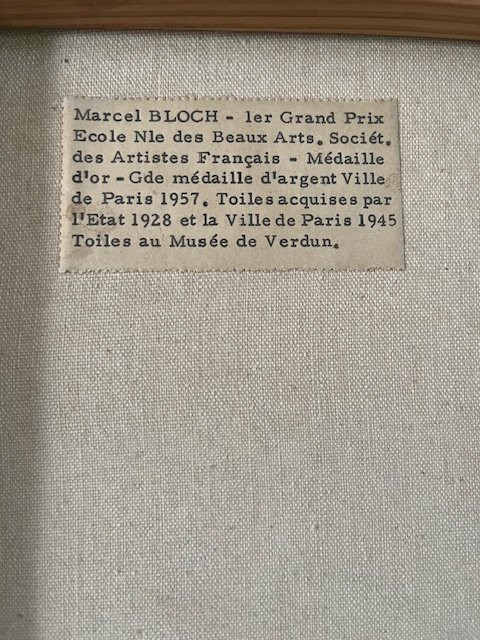 Marcel BLOCH - 1er Grand Prix
Ecole Nle des Beaux Arts. Sociét.
des Artistes Français - Médaille
d'or - Gde médaille d'argent Ville
de Paris 1957. Toiles acquises par
l'Etat 1928 et la Ville de Paris 1945
Toiles au Musée de Verdun.